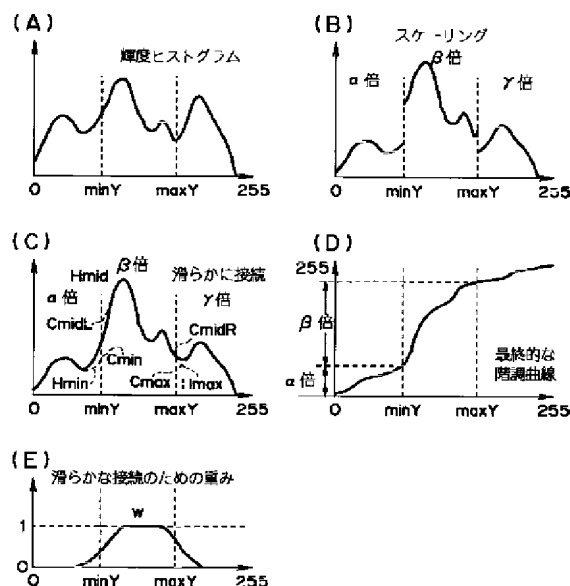 (A)
輝度ヒストグラム
0
minY
maxY
255
(B)
スケーリング
α倍
β倍
γ倍
0
minY
maxY
255
(C)
Hmid
β倍
滑らかに接続
α倍
γ倍
CmidL
CmidR
Cmin
Hmin
Cmax
Imax
0
minY
maxY
255
(D)
255
β倍
α倍
最終的な
階調曲線
0
minY
maxY
255
(E)
滑らかな接続のための重み
w
1
0
minY
maxY
255